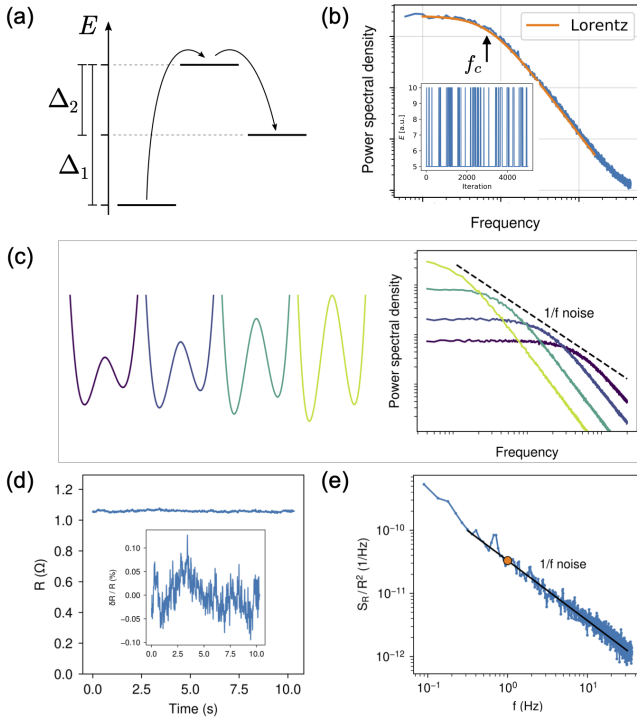 (a)
E
Δ₂
Δ₁
(b)
Power spectral density
Lorentz
f_c
E [a.u.]
10
9
8
7
6
5
0
2000
4000
Iteration
Frequency
(c)
Power spectral density
1/f noise
Frequency
(d)
R (Ω)
1.2
1.0
0.8
0.6
0.4
0.2
0.0
δR / R (%)
0.10
0.05
0.00
−0.05
−0.10
0.0
2.5
5.0
7.5
10.0
0.0
2.5
5.0
7.5
10.0
Time (s)
(e)
S_R / R² (1/Hz)
10⁻¹⁰
10⁻¹¹
10⁻¹²
1/f noise
10⁻¹
10⁰
10¹
f (Hz)